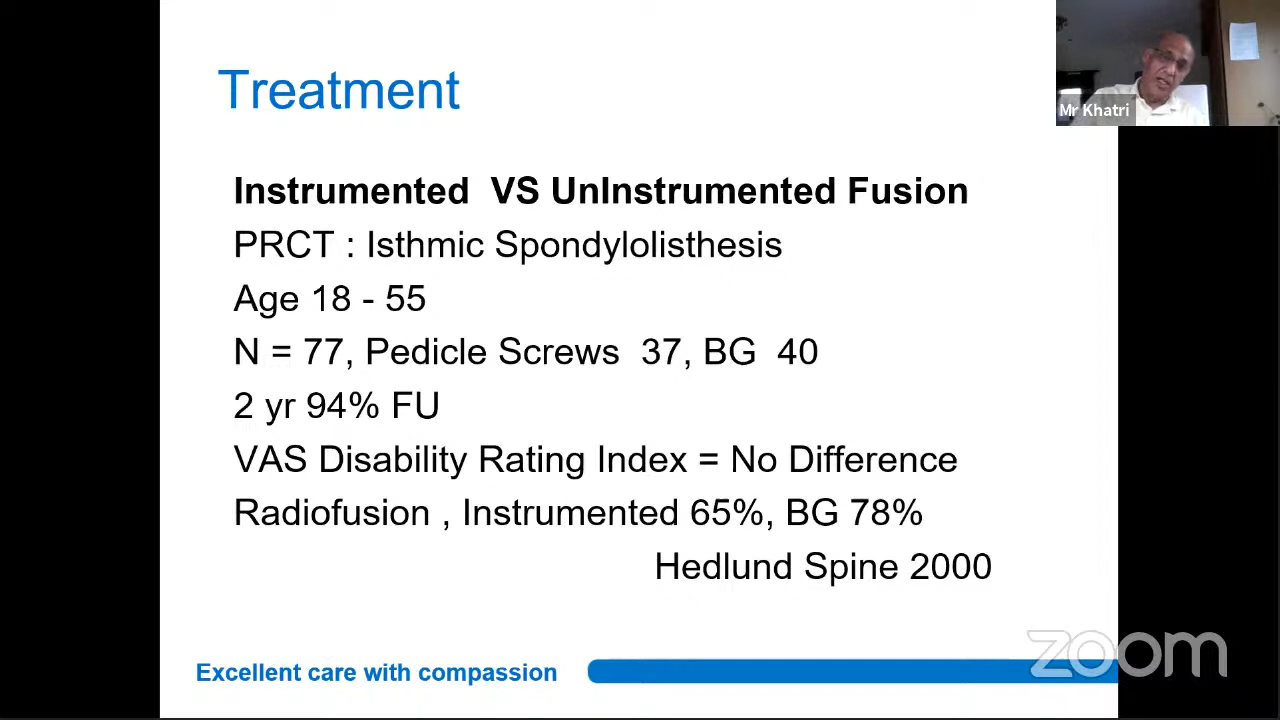 Treatment
Mr Khatri
Instrumented VS UnInstrumented Fusion
PRCT : Isthmic Spondylolisthesis
Age 18 - 55
N = 77, Pedicle Screws 37, BG 40
2 yr 94% FU
VAS Disability Rating Index = No Difference
Radiofusion , Instrumented 65%, BG 78%
Hedlund Spine 2000
Excellent care with compassion
zoom